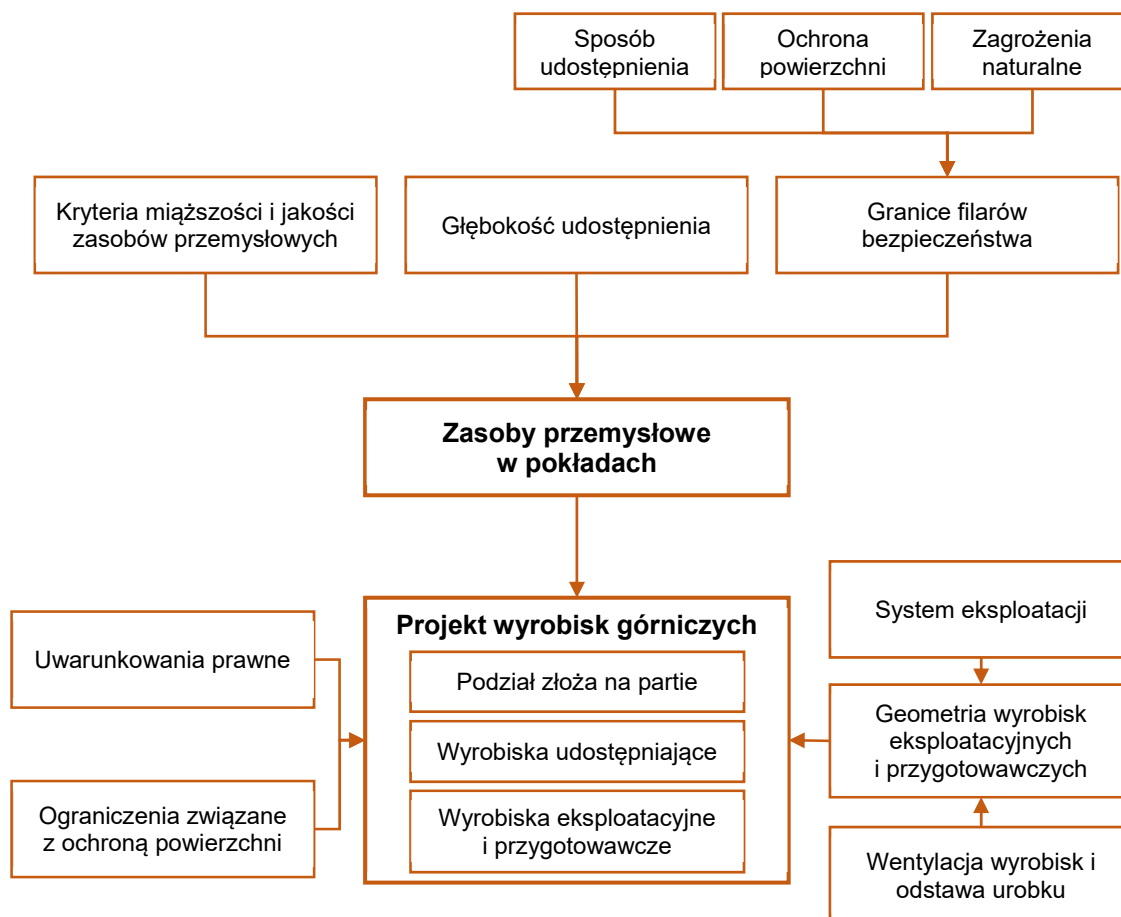 Sposób
udostępnienia
Ochrona
powierzchni
Zagrożenia
naturalne
Kryteria miąższości i jakości
zasobów przemysłowych
Głębokość udostępnienia
Granice filarów
bezpieczeństwa
Zasoby przemysłowe
w pokładach
Projekt wyrobisk górniczych
Podział złoża na partie
Wyrobiska udostępniające
Wyrobiska eksploatacyjne
i przygotowawcze
Uwarunkowania prawne
Ograniczenia związane
z ochroną powierzchni
System eksploatacji
Geometria wyrobisk
eksploatacyjnych
i przygotowawczych
Wentylacja wyrobisk i
odstawa urobku